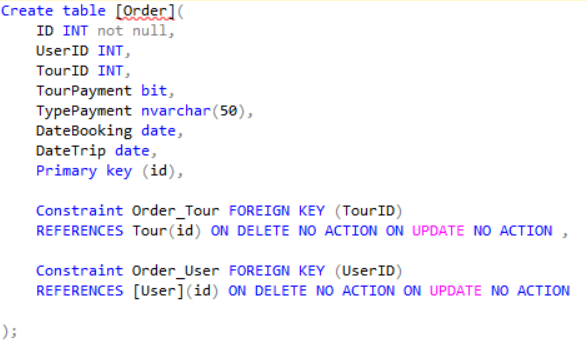 Create table [Order](
ID INT not null,
UserID INT,
TourID INT,
TourPayment bit,
TypePayment nvarchar(50),
DateBooking date,
DateTrip date,
Primary key (id),
Constraint Order_Tour FOREIGN KEY (TourID)
REFERENCES Tour(id) ON DELETE NO ACTION ON UPDATE NO ACTION ,
Constraint Order_User FOREIGN KEY (UserID)
REFERENCES [User](id) ON DELETE NO ACTION ON UPDATE NO ACTION
);